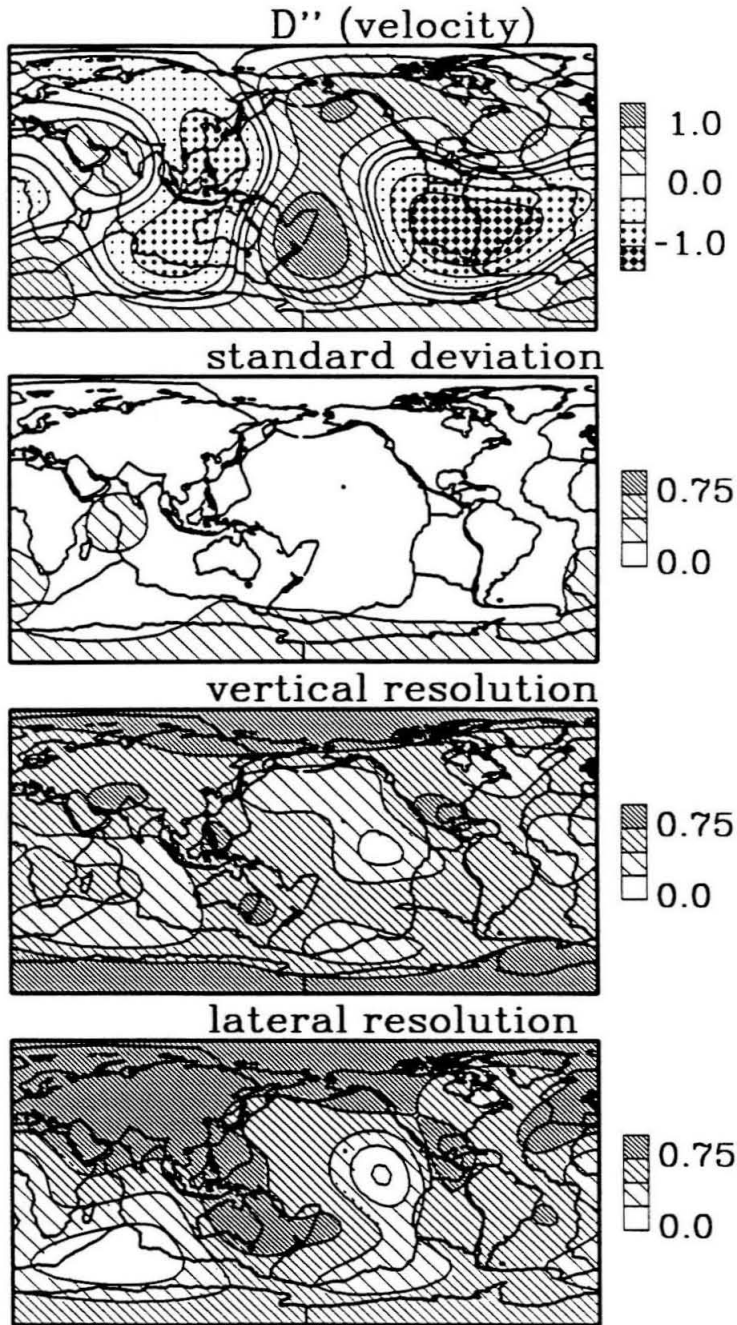 D'' (velocity)
1.0
0.0
-1.0
standard deviation
0.75
0.0
vertical resolution
0.75
0.0
lateral resolution
0.75
0.0